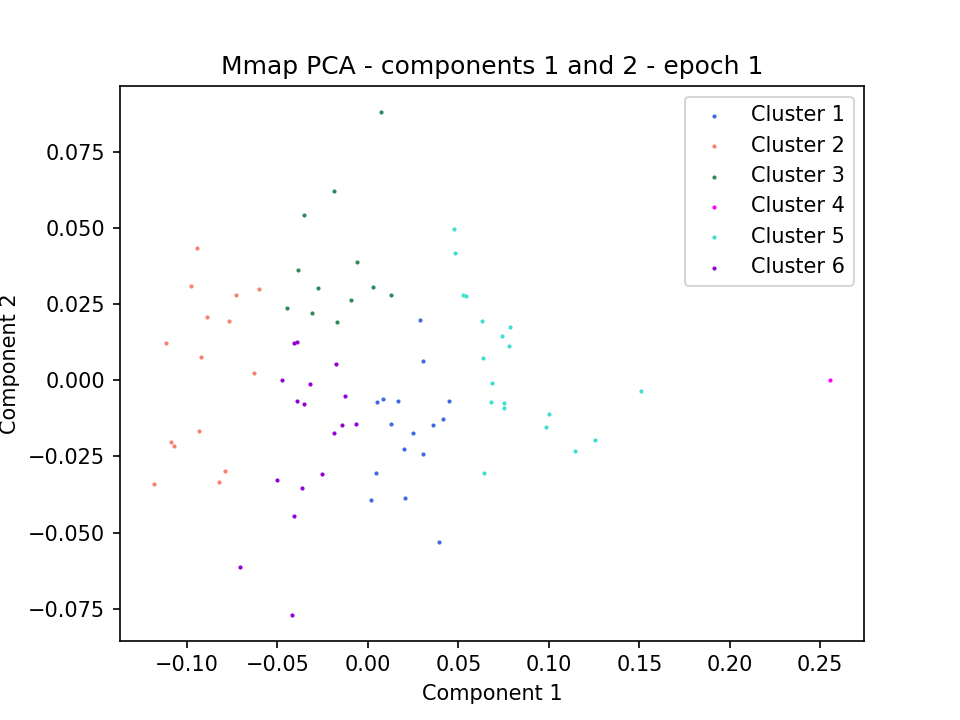 Mmap PCA - components 1 and 2 - epoch 1
Cluster 1
Cluster 2
Cluster 3
Cluster 4
Cluster 5
Cluster 6
Component 2
0.075
0.050
0.025
0.000
−0.025
−0.050
−0.075
−0.10 −0.05 0.00 0.05 0.10 0.15 0.20 0.25
Component 1